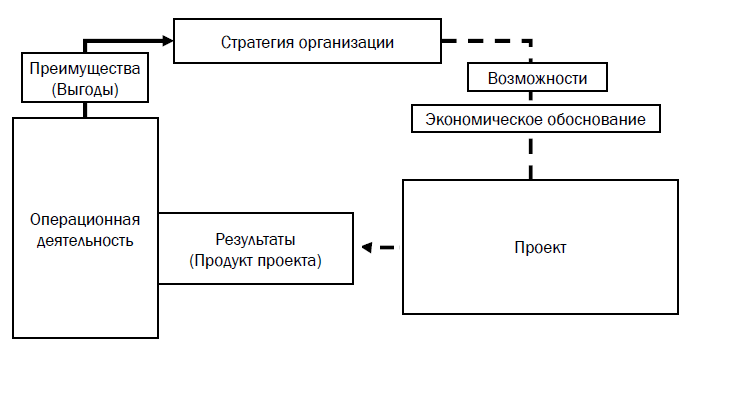 Стратегия организации
Преимущества
(Выгоды)
Возможности
Экономическое обоснование
Операционная
деятельность
Результаты
(Продукт проекта)
Проект